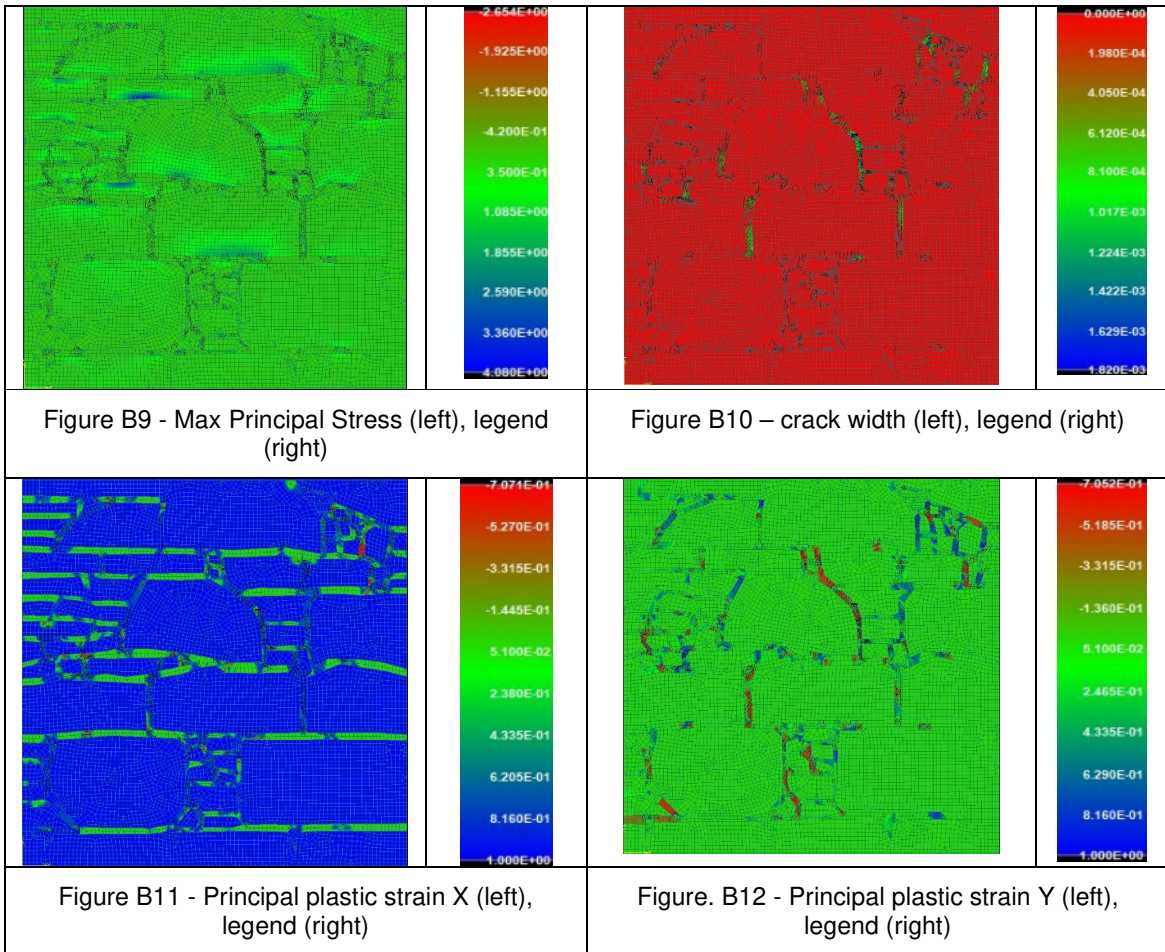 -2.654E+00
-1.925E+00
-1.155E+00
-4.200E-01
3.500E-01
1.085E+00
1.855E+00
2.590E+00
3.360E+00
4.080E+00
0.000E+00
1.980E-04
4.050E-04
6.120E-04
8.100E-04
1.017E-03
1.224E-03
1.422E-03
1.629E-03
1.820E-03
Figure B9 - Max Principal Stress (left), legend
(right)
Figure B10 – crack width (left), legend (right)
-7.071E-01
-5.270E-01
-3.315E-01
-1.445E-01
5.100E-02
2.380E-01
4.335E-01
6.205E-01
8.160E-01
1.000E+00
-7.052E-01
-5.185E-01
-3.315E-01
-1.360E-01
5.100E-02
2.465E-01
4.335E-01
6.290E-01
8.160E-01
1.000E+00
Figure B11 - Principal plastic strain X (left),
legend (right)
Figure. B12 - Principal plastic strain Y (left),
legend (right)